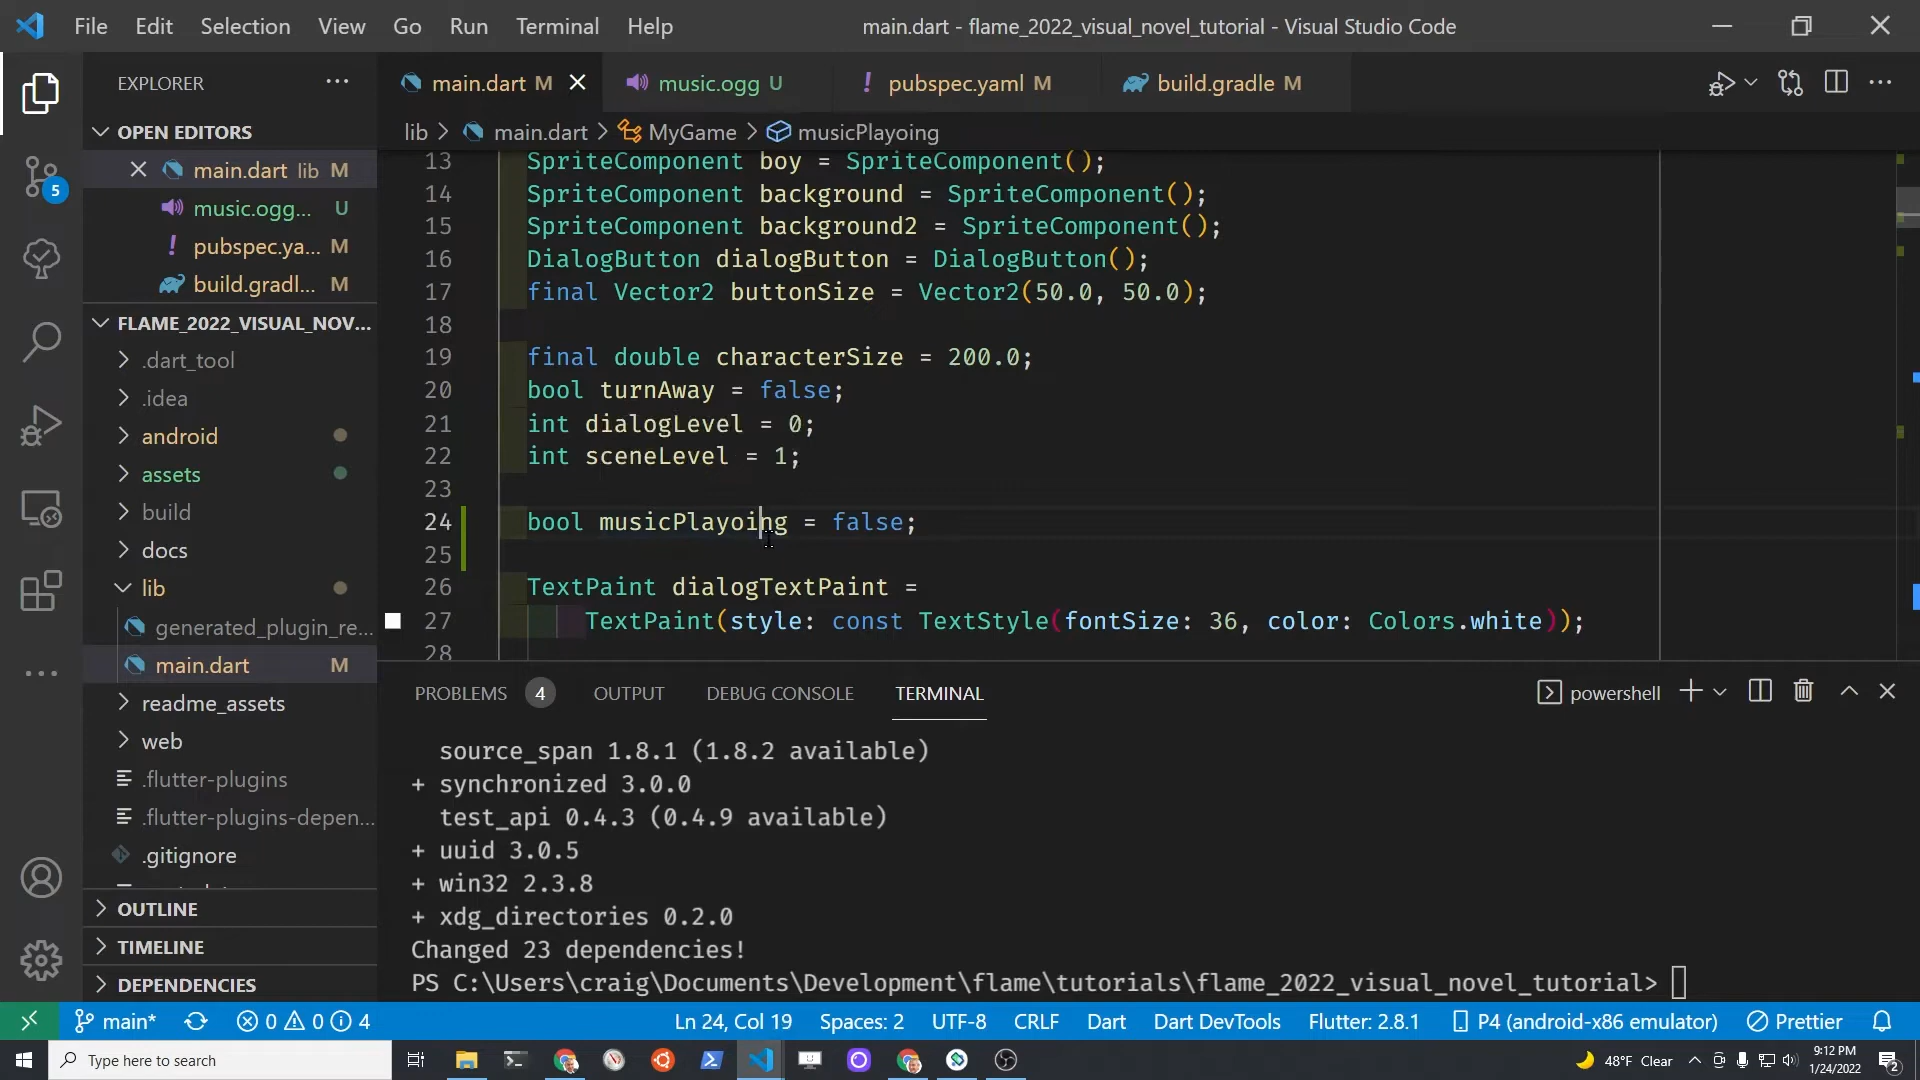 File Edit Selection View Go Run Terminal Help
main.dart - flame_2022_visual_novel_tutorial - Visual Studio Code
EXPLORER
OPEN EDITORS
main.dart lib M
music.ogg... U
pubspec.ya... M
build.gradl... M
FLAME_2022_VISUAL_NOV...
.dart_tool
.idea
android
assets
build
docs
lib
generated_plugin_re...
main.dart M
readme_assets
web
.flutter-plugins
.flutter-plugins-depen...
.gitignore
OUTLINE
TIMELINE
DEPENDENCIES
5
main.dart M
music.ogg U
! pubspec.yaml M
build.gradle M
lib > main.dart > MyGame > musicPlayoing
13 SpriteComponent boy = SpriteComponent();
14 SpriteComponent background = SpriteComponent();
15 SpriteComponent background2 = SpriteComponent();
16 DialogButton dialogButton = DialogButton();
17 final Vector2 buttonSize = Vector2(50.0, 50.0);
18
19 final double characterSize = 200.0;
20 bool turnAway = false;
21 int dialogLevel = 0;
22 int sceneLevel = 1;
23
24 bool musicPlayoing = false;
25
26 TextPaint dialogTextPaint =
27 TextPaint(style: const TextStyle(fontSize: 36, color: Colors.white));
28
PROBLEMS 4 OUTPUT DEBUG CONSOLE TERMINAL
powershell
source_span 1.8.1 (1.8.2 available)
+ synchronized 3.0.0
test_api 0.4.3 (0.4.9 available)
+ uuid 3.0.5
+ win32 2.3.8
+ xdg_directories 0.2.0
Changed 23 dependencies!
PS C:\Users\craig\Documents\Development\flame\tutorials\flame_2022_visual_novel_tutorial>
main* 0 0 4 Ln 24, Col 19 Spaces: 2 UTF-8 CRLF Dart Dart DevTools Flutter: 2.8.1 P4 (android-x86 emulator) Prettier
Type here to search
48°F Clear
9:12 PM
1/24/2022
2